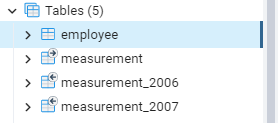 Tables (5)
employee
measurement
measurement_2006
measurement_2007